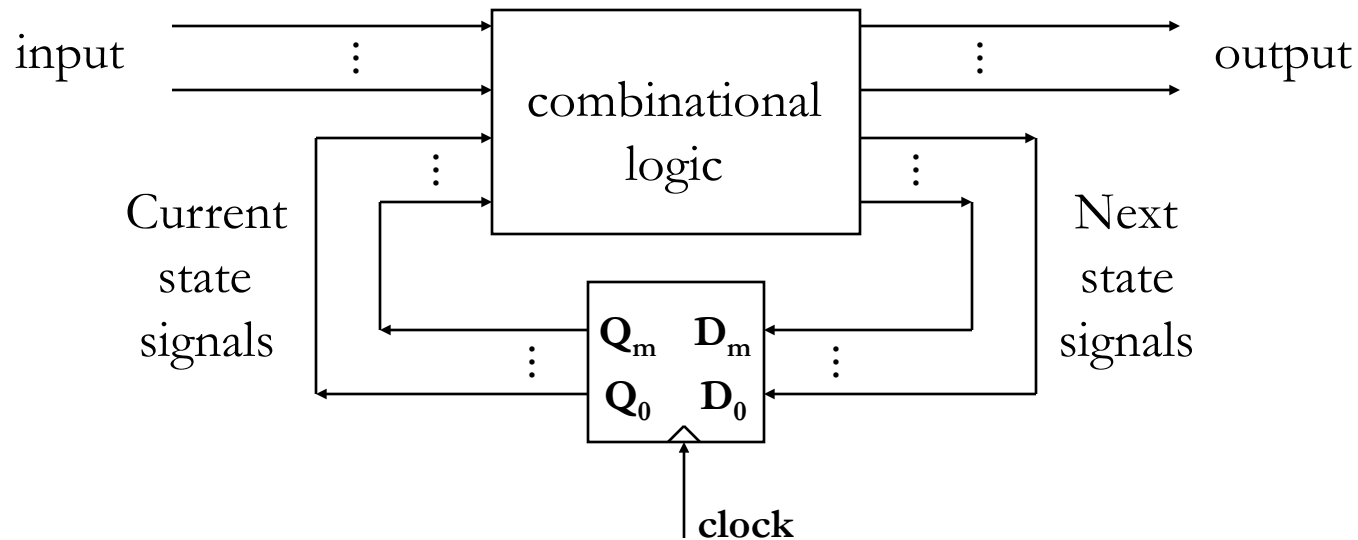 input
output
combinational
logic
Current
state
signals
Next
state
signals
Qm Dm
Q0 D0
clock